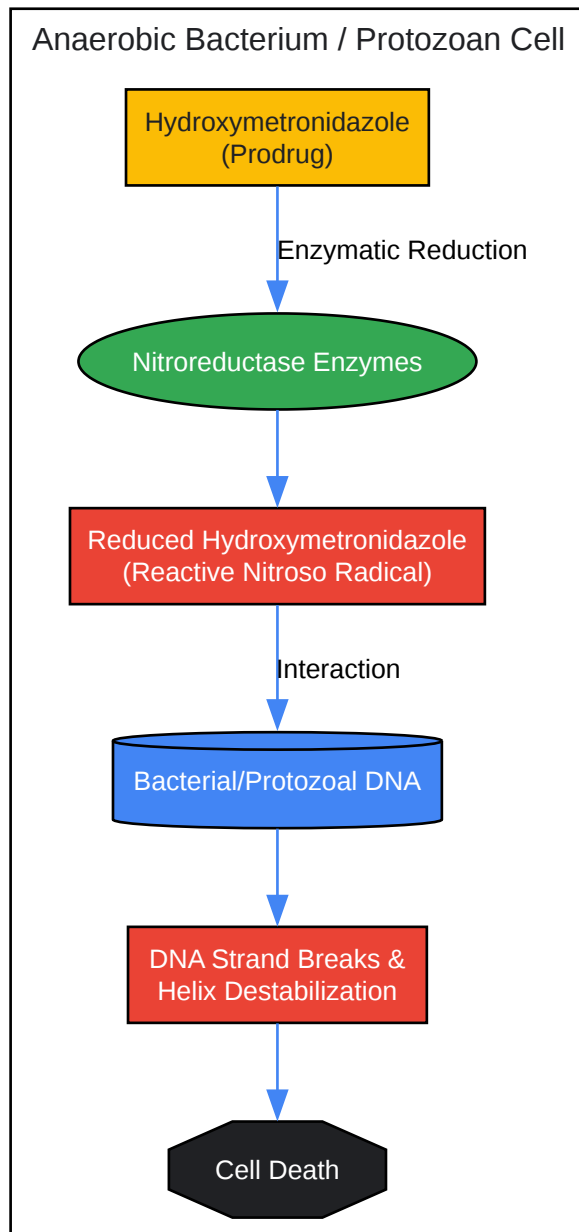 Anaerobic Bacterium / Protozoan Cell
Hydroxymetronidazole
(Prodrug)
Enzymatic Reduction
Nitroreductase Enzymes
Reduced Hydroxymetronidazole
(Reactive Nitroso Radical)
Interaction
Bacterial/Protozoal DNA
DNA Strand Breaks &
Helix Destabilization
Cell Death